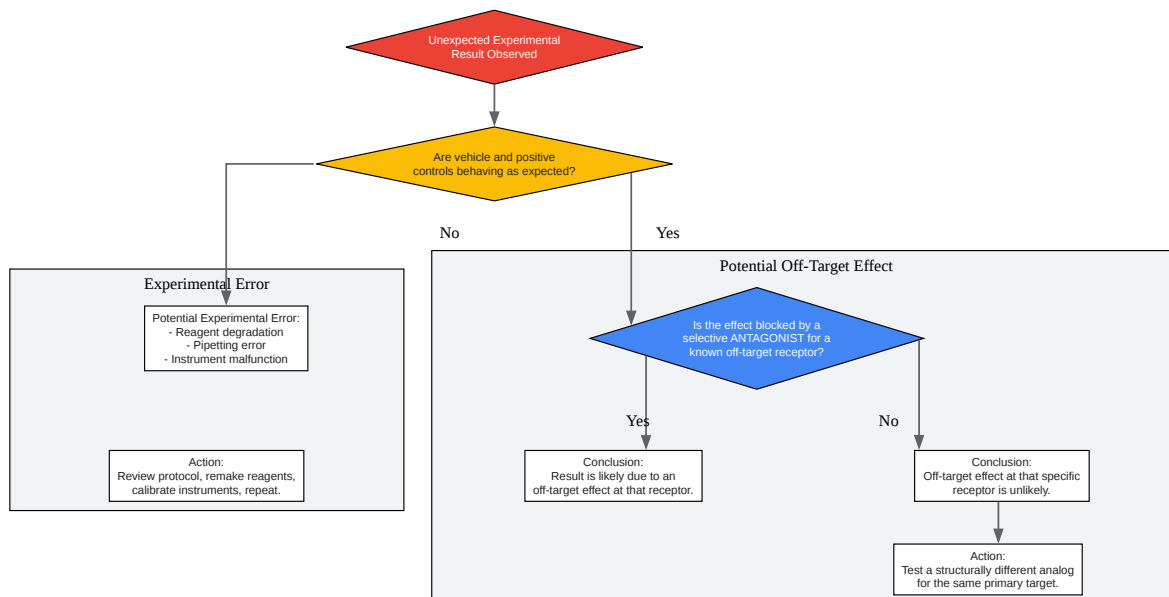 Unexpected Experimental
Result Observed
Are vehicle and positive
controls behaving as expected?
No
Yes
Experimental Error
Potential Experimental Error:
- Reagent degradation
- Pipetting error
- Instrument malfunction
Action:
Review protocol, remake reagents,
calibrate instruments, repeat.
Potential Off-Target Effect
Is the effect blocked by a
selective ANTAGONIST for a
known off-target receptor?
Yes
No
Conclusion:
Result is likely due to an
off-target effect at that receptor.
Conclusion:
Off-target effect at that specific
receptor is unlikely.
Action:
Test a structurally different analog
for the same primary target.